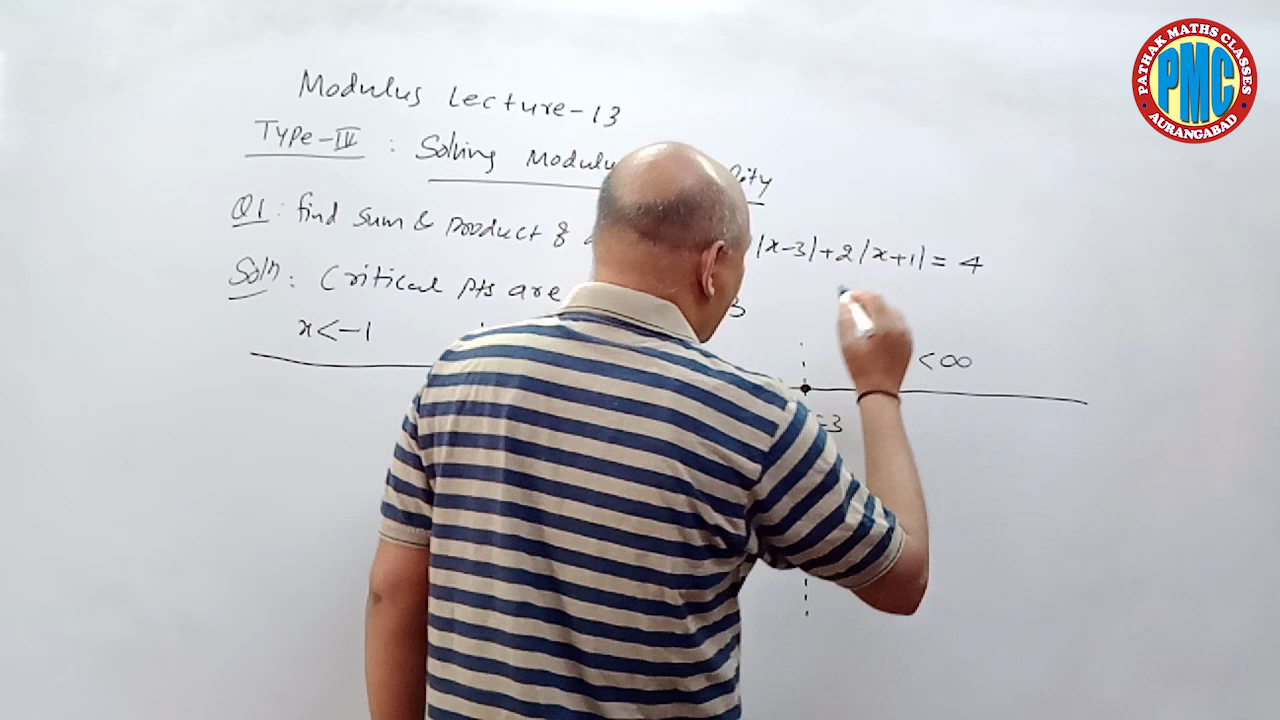 Modulus Lecture-13
Type-IV : Solving Modulu
Q1: find sum & product of
|x-3|+2|x+1|=4
Soln: Critical pts are
3
x<-1
<∞
=3
PATHAK MATHS CLASSES
PMC
AURANGABAD